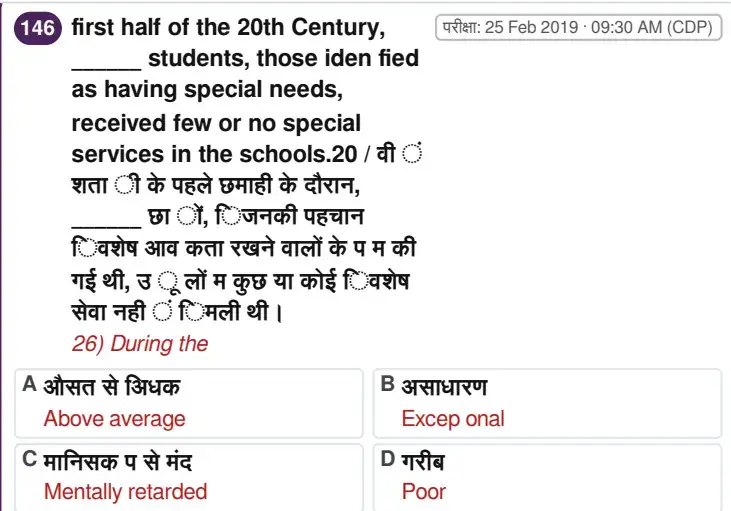 146 first half of the 20th Century,
परीक्षा: 25 Feb 2019 · 09:30 AM (CDP)
______ students, those iden fied
as having special needs,
received few or no special
services in the schools.20 / वी ं
शता ी के पहले छमाही के दौरान,
______ छा ों, िजनकी पहचान
िवशेष आव कता रखने वालों के प म की
गई थी, उ ू लों म कुछ या कोई िवशेष
सेवा नही ं िमली थी।
26) During the
A औसत से अिधक
Above average
B असाधारण
Excep onal
C मानिसक प से मंद
Mentally retarded
D गरीब
Poor